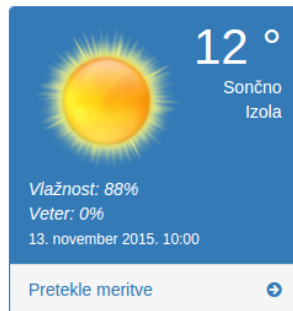 12 °
Sončno
Izola
Vlažnost: 88%
Veter: 0%
13. november 2015. 10:00
Pretekle meritve